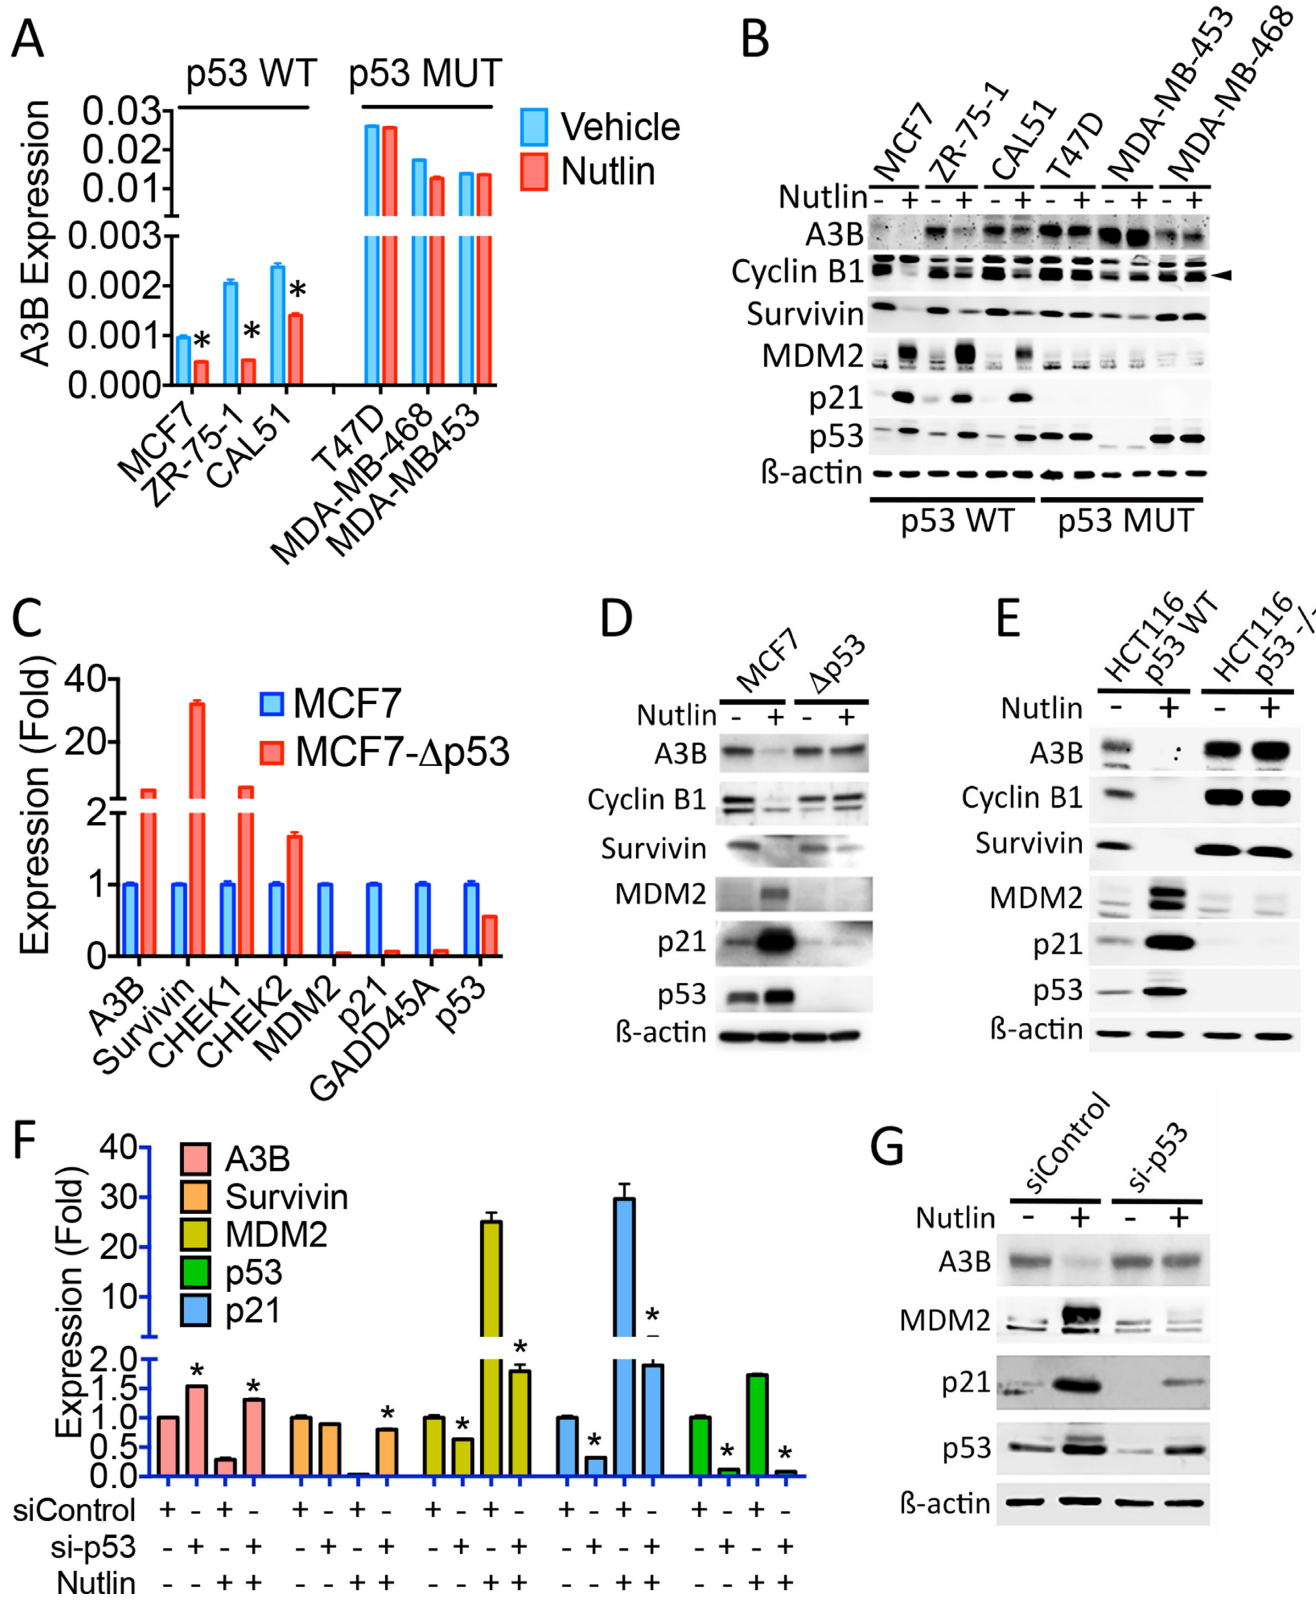 A
p53 WT
p53 MUT
A3B Expression
0.03
0.02
0.01
0.003
0.002
0.001
0.000
*
*
*
Vehicle
Nutlin
MCF7
ZR-75-1
CAL51
T47D
MDA-MB-468
MDA-MB453
B
MCF7
ZR-75-1
CAL51
T47D
MDA-MB-453
MDA-MB-468
Nutlin - + - + - + - + - + - +
A3B
Cyclin B1
Survivin
MDM2
p21
p53
ß-actin
p53 WT
p53 MUT
C
Expression (Fold)
40
20
2
1
0
MCF7
MCF7-Δp53
A3B
Survivin
CHEK1
CHEK2
MDM2
p21
GADD45A
p53
D
MCF7
Δp53
Nutlin - + - +
A3B
Cyclin B1
Survivin
MDM2
p21
p53
ß-actin
E
HCT116
p53 WT
HCT116
p53 -/-
Nutlin - + - +
A3B
Cyclin B1
Survivin
MDM2
p21
p53
ß-actin
F
Expression (Fold)
40
30
20
10
2.0
1.5
1.0
0.5
0.0
A3B
Survivin
MDM2
p53
p21
*
*
*
*
*
*
*
*
*
siControl + - + - + - + - + - + - + - + - + - + -
si-p53 - + - + - + - + - + - + - + - + - + - +
Nutlin - - + + - - + + - - + + - - + + - - + +
G
siControl
si-p53
Nutlin - + - +
A3B
MDM2
p21
p53
ß-actin